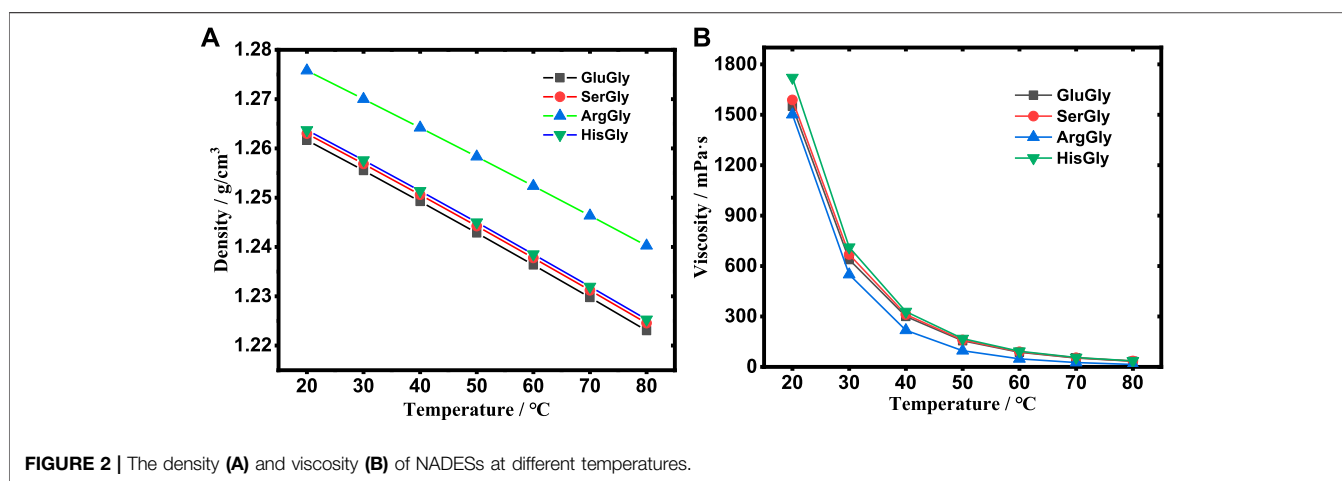 A
1.28
1.27
1.26
1.25
1.24
1.23
1.22
Density / g/cm³
GluGly
SerGly
ArgGly
HisGly
20 30 40 50 60 70 80
Temperature / °C
B
1800
1500
1200
900
600
300
0
Viscosity / mPa·s
GluGly
SerGly
ArgGly
HisGly
20 30 40 50 60 70 80
Temperature / °C
FIGURE 2 | The density (A) and viscosity (B) of NADESs at different temperatures.